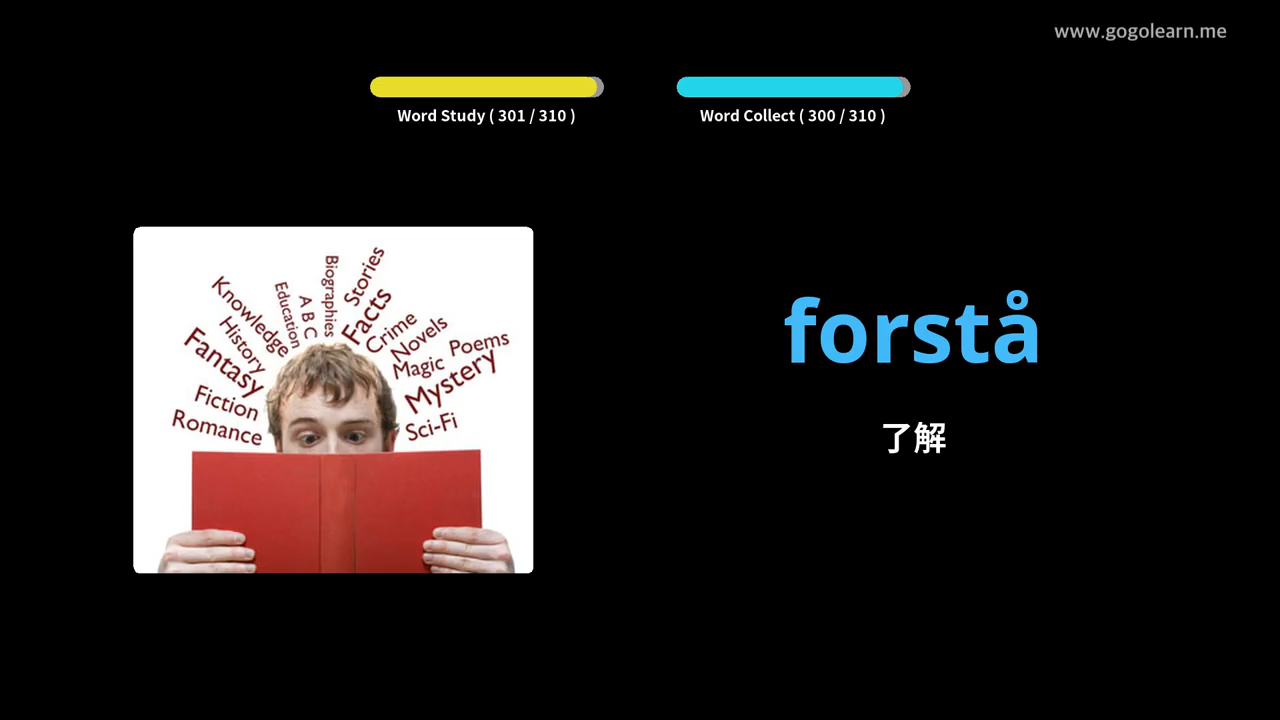 www.gogolearn.me
Word Study ( 301 / 310 )
Word Collect ( 300 / 310 )
Knowledge
History
Fantasy
Fiction
Romance
Education
A B C
Biographies
Stories
Facts
Crime
Novels
Magic
Poems
Mystery
Sci-Fi
forstå
了解